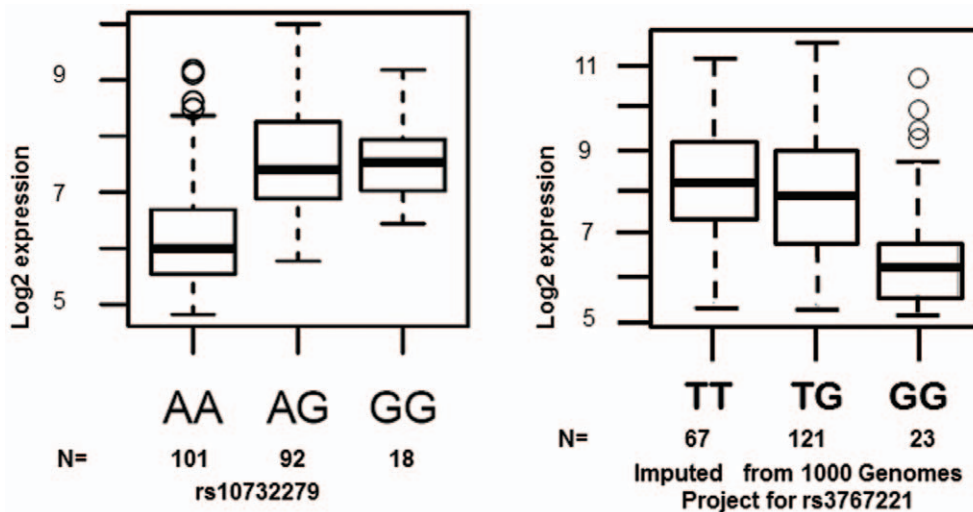 Log2 expression
9
7
5
AA AG GG
N= 101 92 18
rs10732279
Log2 expression
11
9
7
5
TT TG GG
N= 67 121 23
Imputed from 1000 Genomes
Project for rs3767221